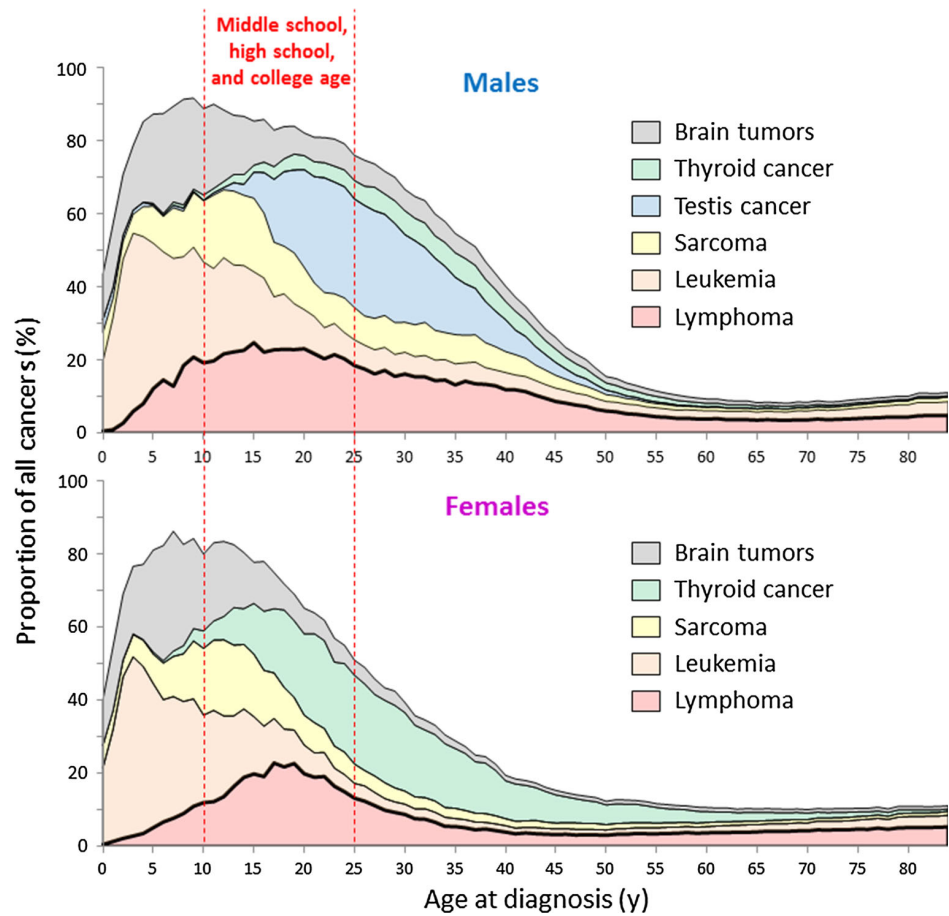 Middle school,
high school,
and college age
Males
100
80
60
40
20
0
Brain tumors
Thyroid cancer
Testis cancer
Sarcoma
Leukemia
Lymphoma
0 5 10 15 20 25 30 35 40 45 50 55 60 65 70 75 80
Proportion of all cancers (%)
Females
100
80
60
40
20
0
Brain tumors
Thyroid cancer
Sarcoma
Leukemia
Lymphoma
0 5 10 15 20 25 30 35 40 45 50 55 60 65 70 75 80
Age at diagnosis (y)